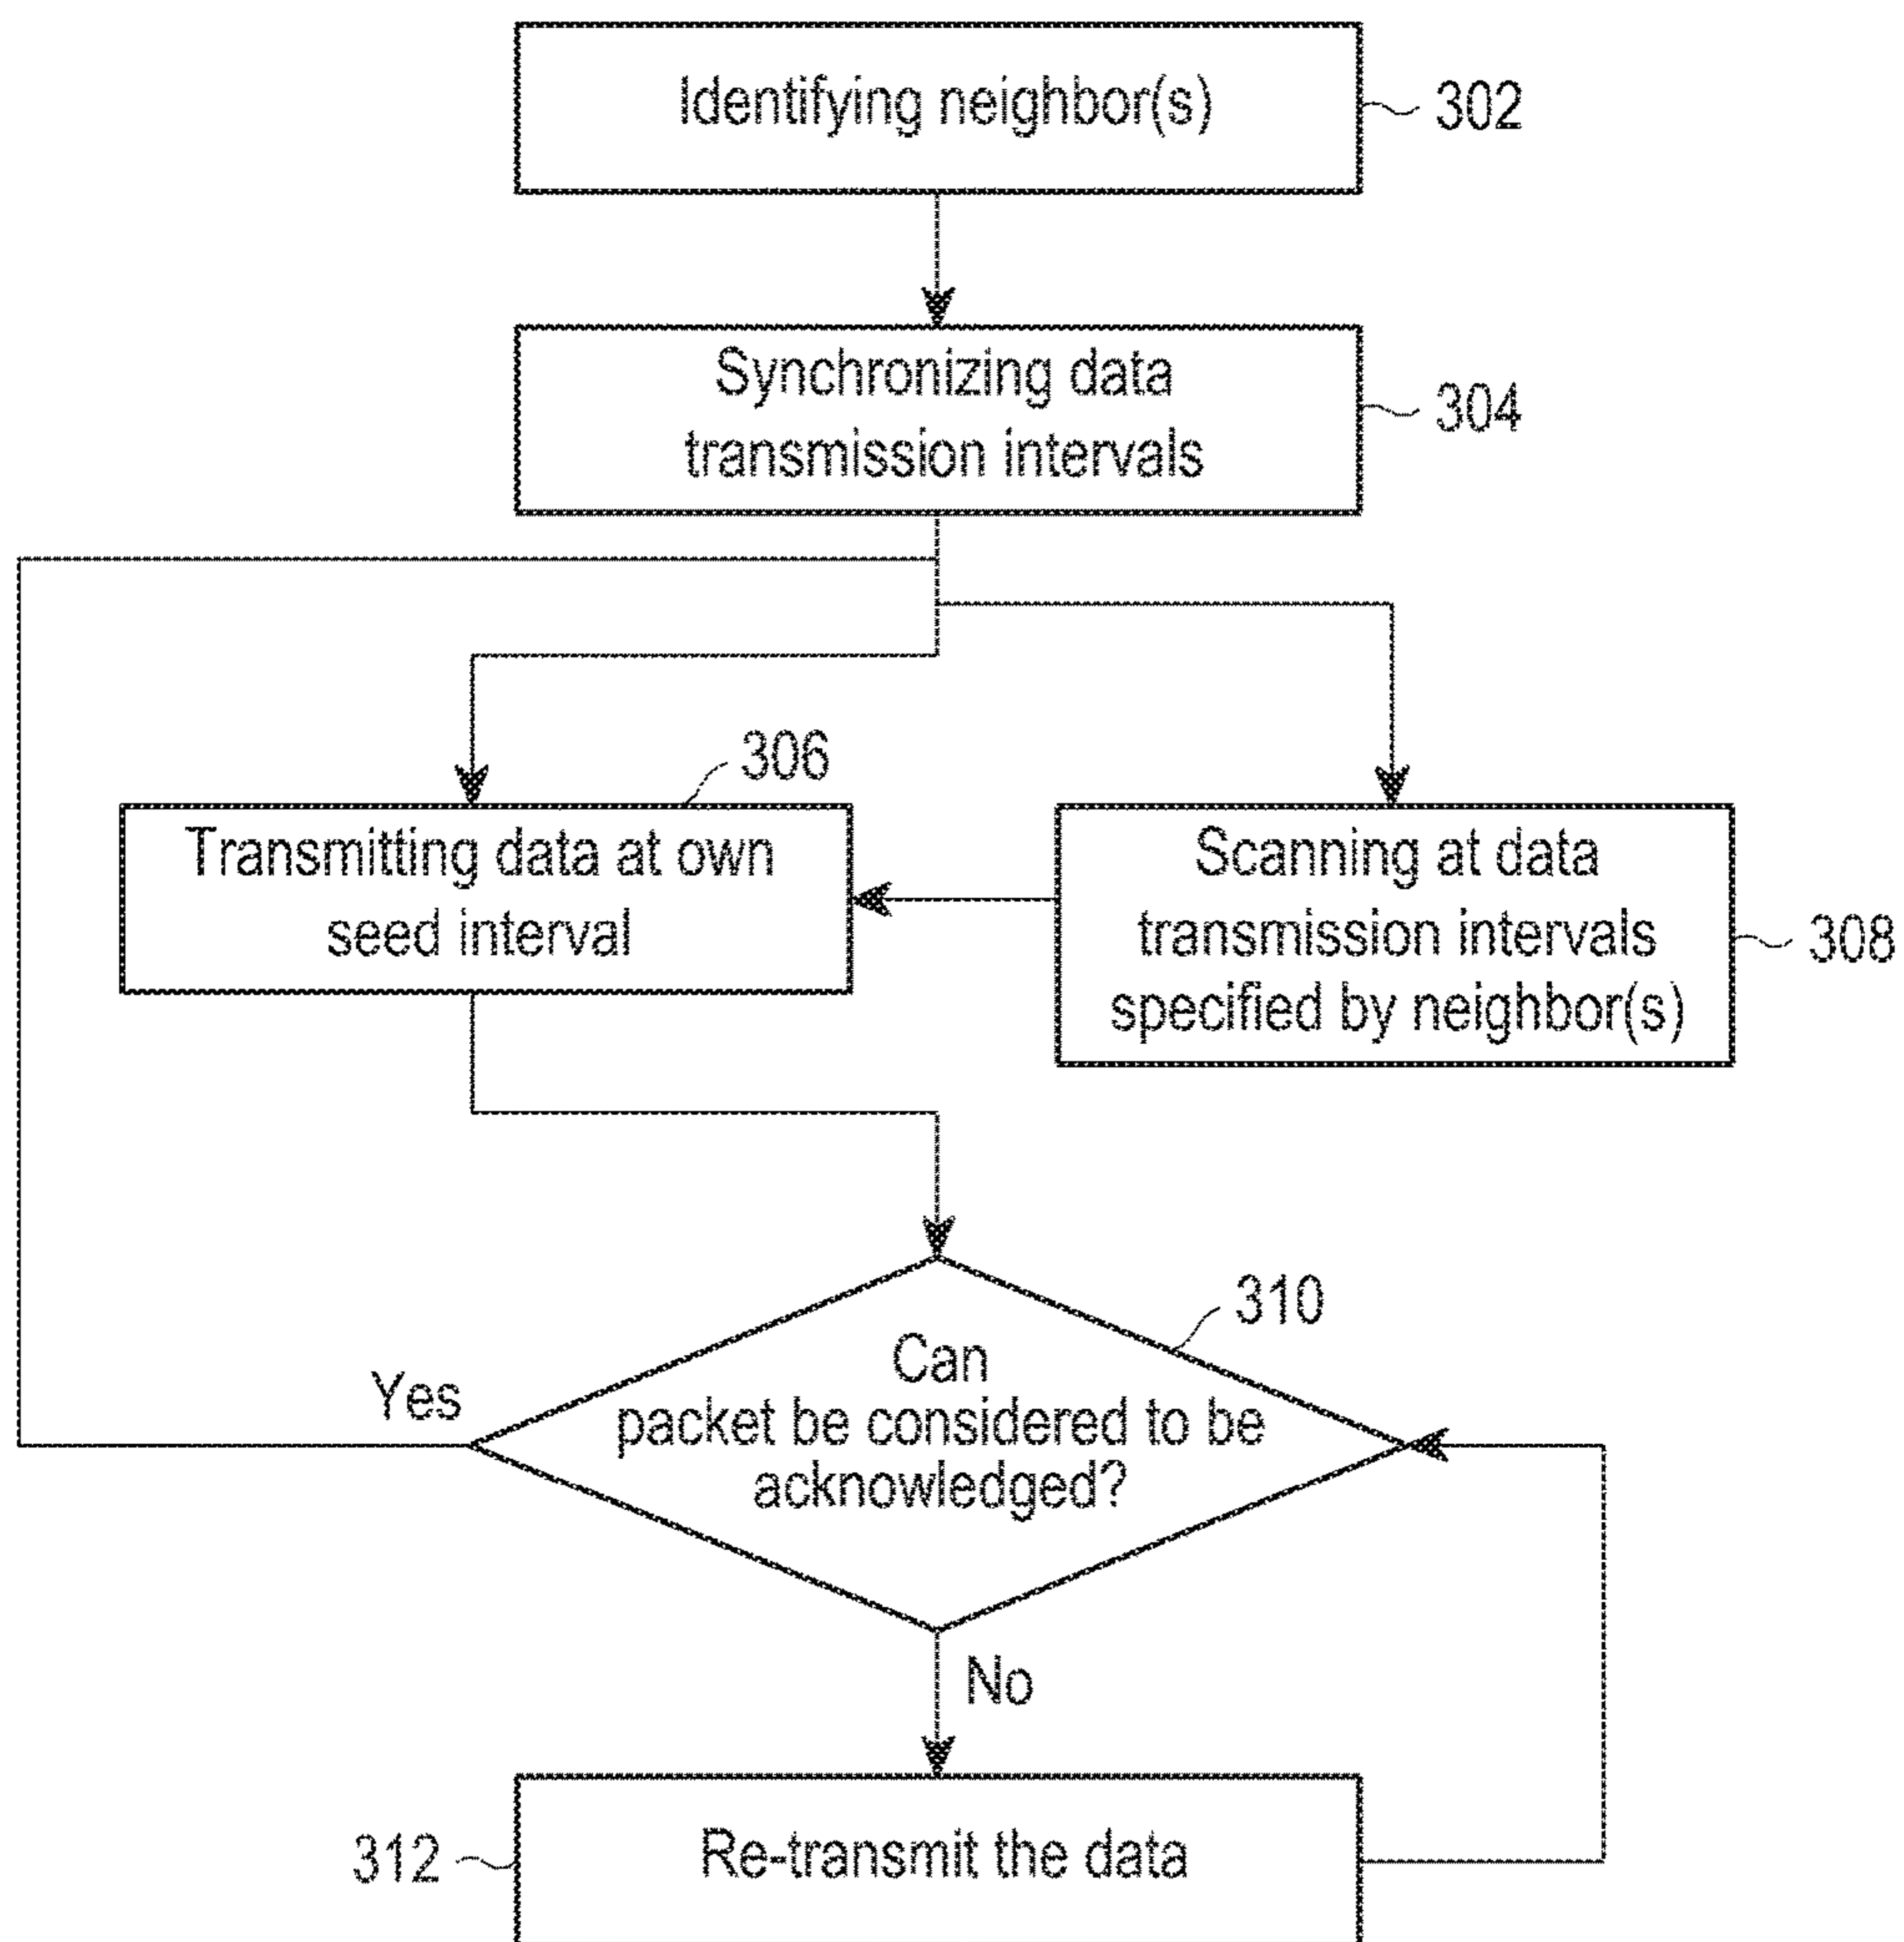 Identifying neighbor(s)
302
Synchronizing data
transmission intervals
304
306
Transmitting data at own
seed interval
Scanning at data
transmission intervals
specified by neighbor(s)
308
310
Can
packet be considered to be
acknowledged?
Yes
No
312
Re-transmit the data